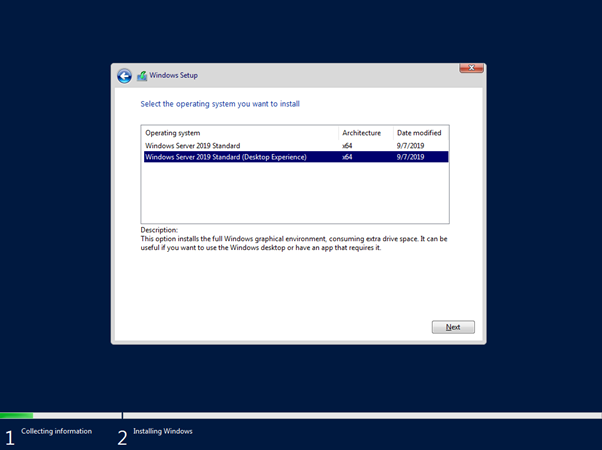 Windows Setup
Select the operating system you want to install
Operating system Architecture Date modified
Windows Server 2019 Standard x64 9/7/2019
Windows Server 2019 Standard (Desktop Experience) x64 9/7/2019
Description:
This option installs the full Windows graphical environment, consuming extra drive space. It can be
useful if you want to use the Windows desktop or have an app that requires it.
Next
1 Collecting information 2 Installing Windows